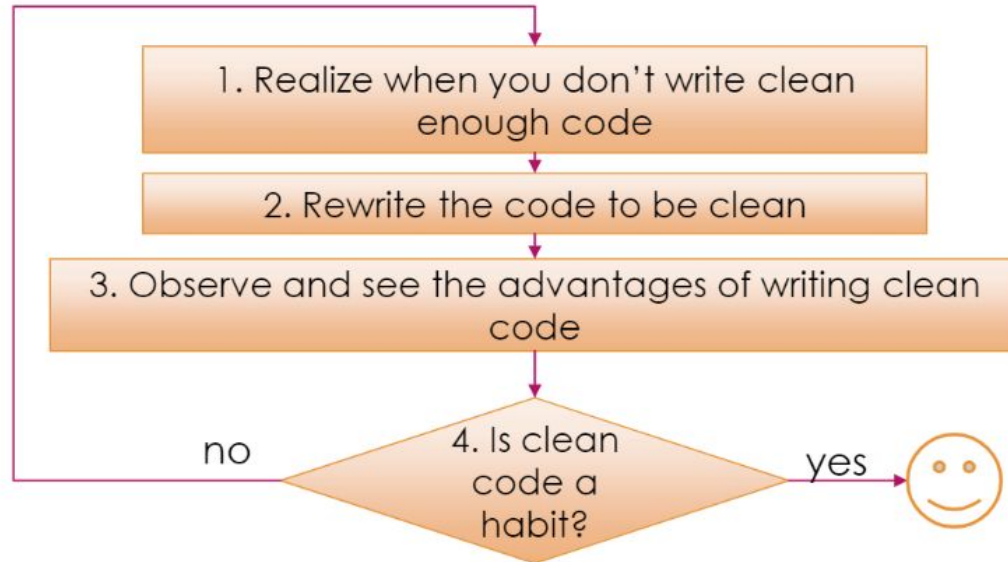 1. Realize when you don’t write clean
enough code
2. Rewrite the code to be clean
3. Observe and see the advantages of writing clean
code
no
4. Is clean
code a
habit?
yes